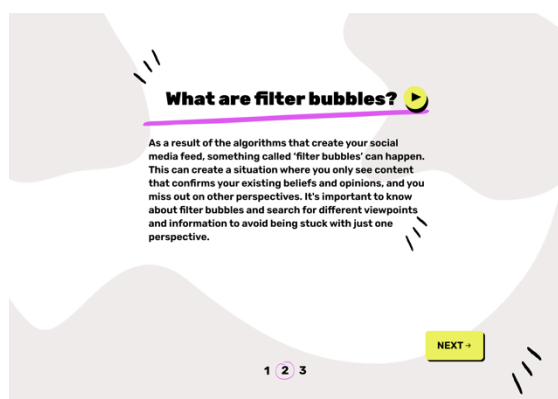 What are filter bubbles?
As a result of the algorithms that create your social
media feed, something called 'filter bubbles' can happen.
This can create a situation where you only see content
that confirms your existing beliefs and opinions, and you
miss out on other perspectives. It's important to know
about filter bubbles and search for different viewpoints
and information to avoid being stuck with just one
perspective.
NEXT→
1 2 3